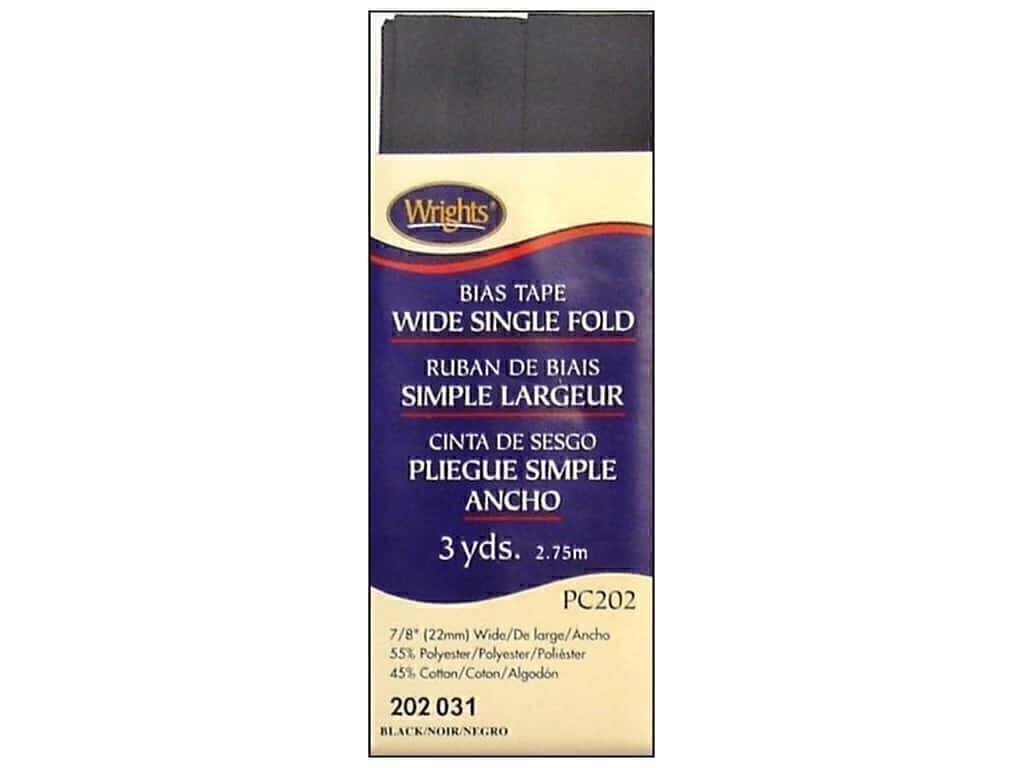 Wrights®
BIAS TAPE
WIDE SINGLE FOLD
RUBAN DE BIAIS
SIMPLE LARGEUR
CINTA DE SESGO
PLIEGUE SIMPLE
ANCHO
3 yds. 2.75m
PC202
7/8" (22mm) Wide/De large/Ancho
55% Polyester/Polyester/Poliéster
45% Cotton/Coton/Algodón
202 031
BLACK/NOIR/NEGRO